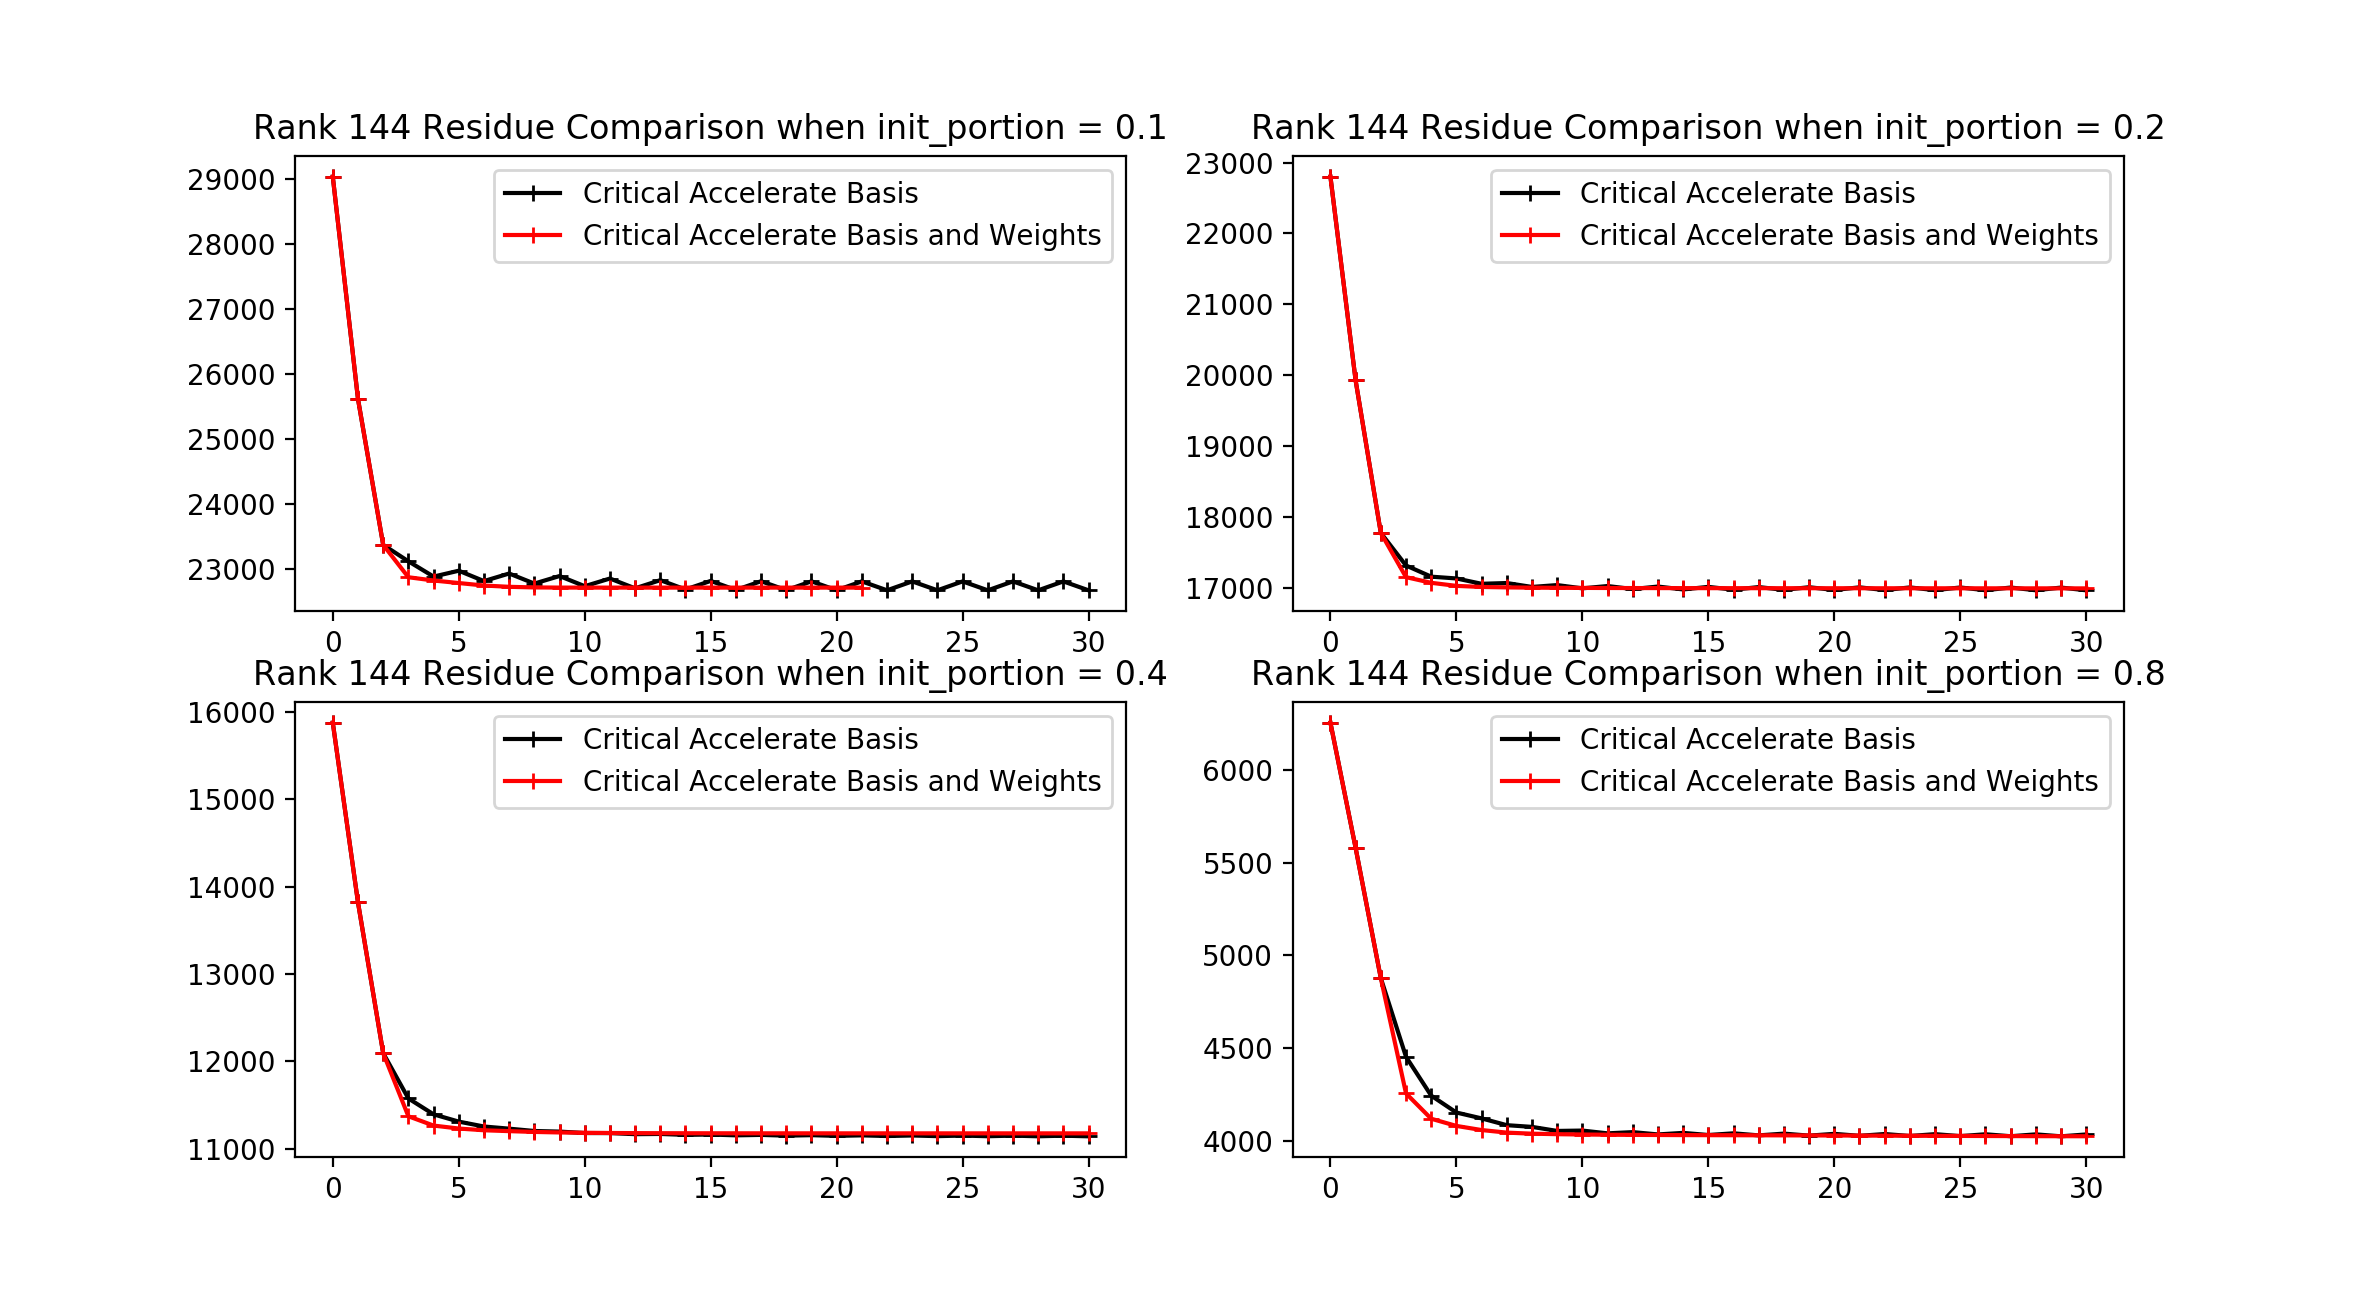 Rank 144 Residue Comparison when init_portion = 0.1
29000
28000
27000
26000
25000
24000
23000
0 5 10 15 20 25 30
Critical Accelerate Basis
Critical Accelerate Basis and Weights
Rank 144 Residue Comparison when init_portion = 0.2
23000
22000
21000
20000
19000
18000
17000
0 5 10 15 20 25 30
Critical Accelerate Basis
Critical Accelerate Basis and Weights
Rank 144 Residue Comparison when init_portion = 0.4
16000
15000
14000
13000
12000
11000
0 5 10 15 20 25 30
Critical Accelerate Basis
Critical Accelerate Basis and Weights
Rank 144 Residue Comparison when init_portion = 0.8
6000
5500
5000
4500
4000
0 5 10 15 20 25 30
Critical Accelerate Basis
Critical Accelerate Basis and Weights